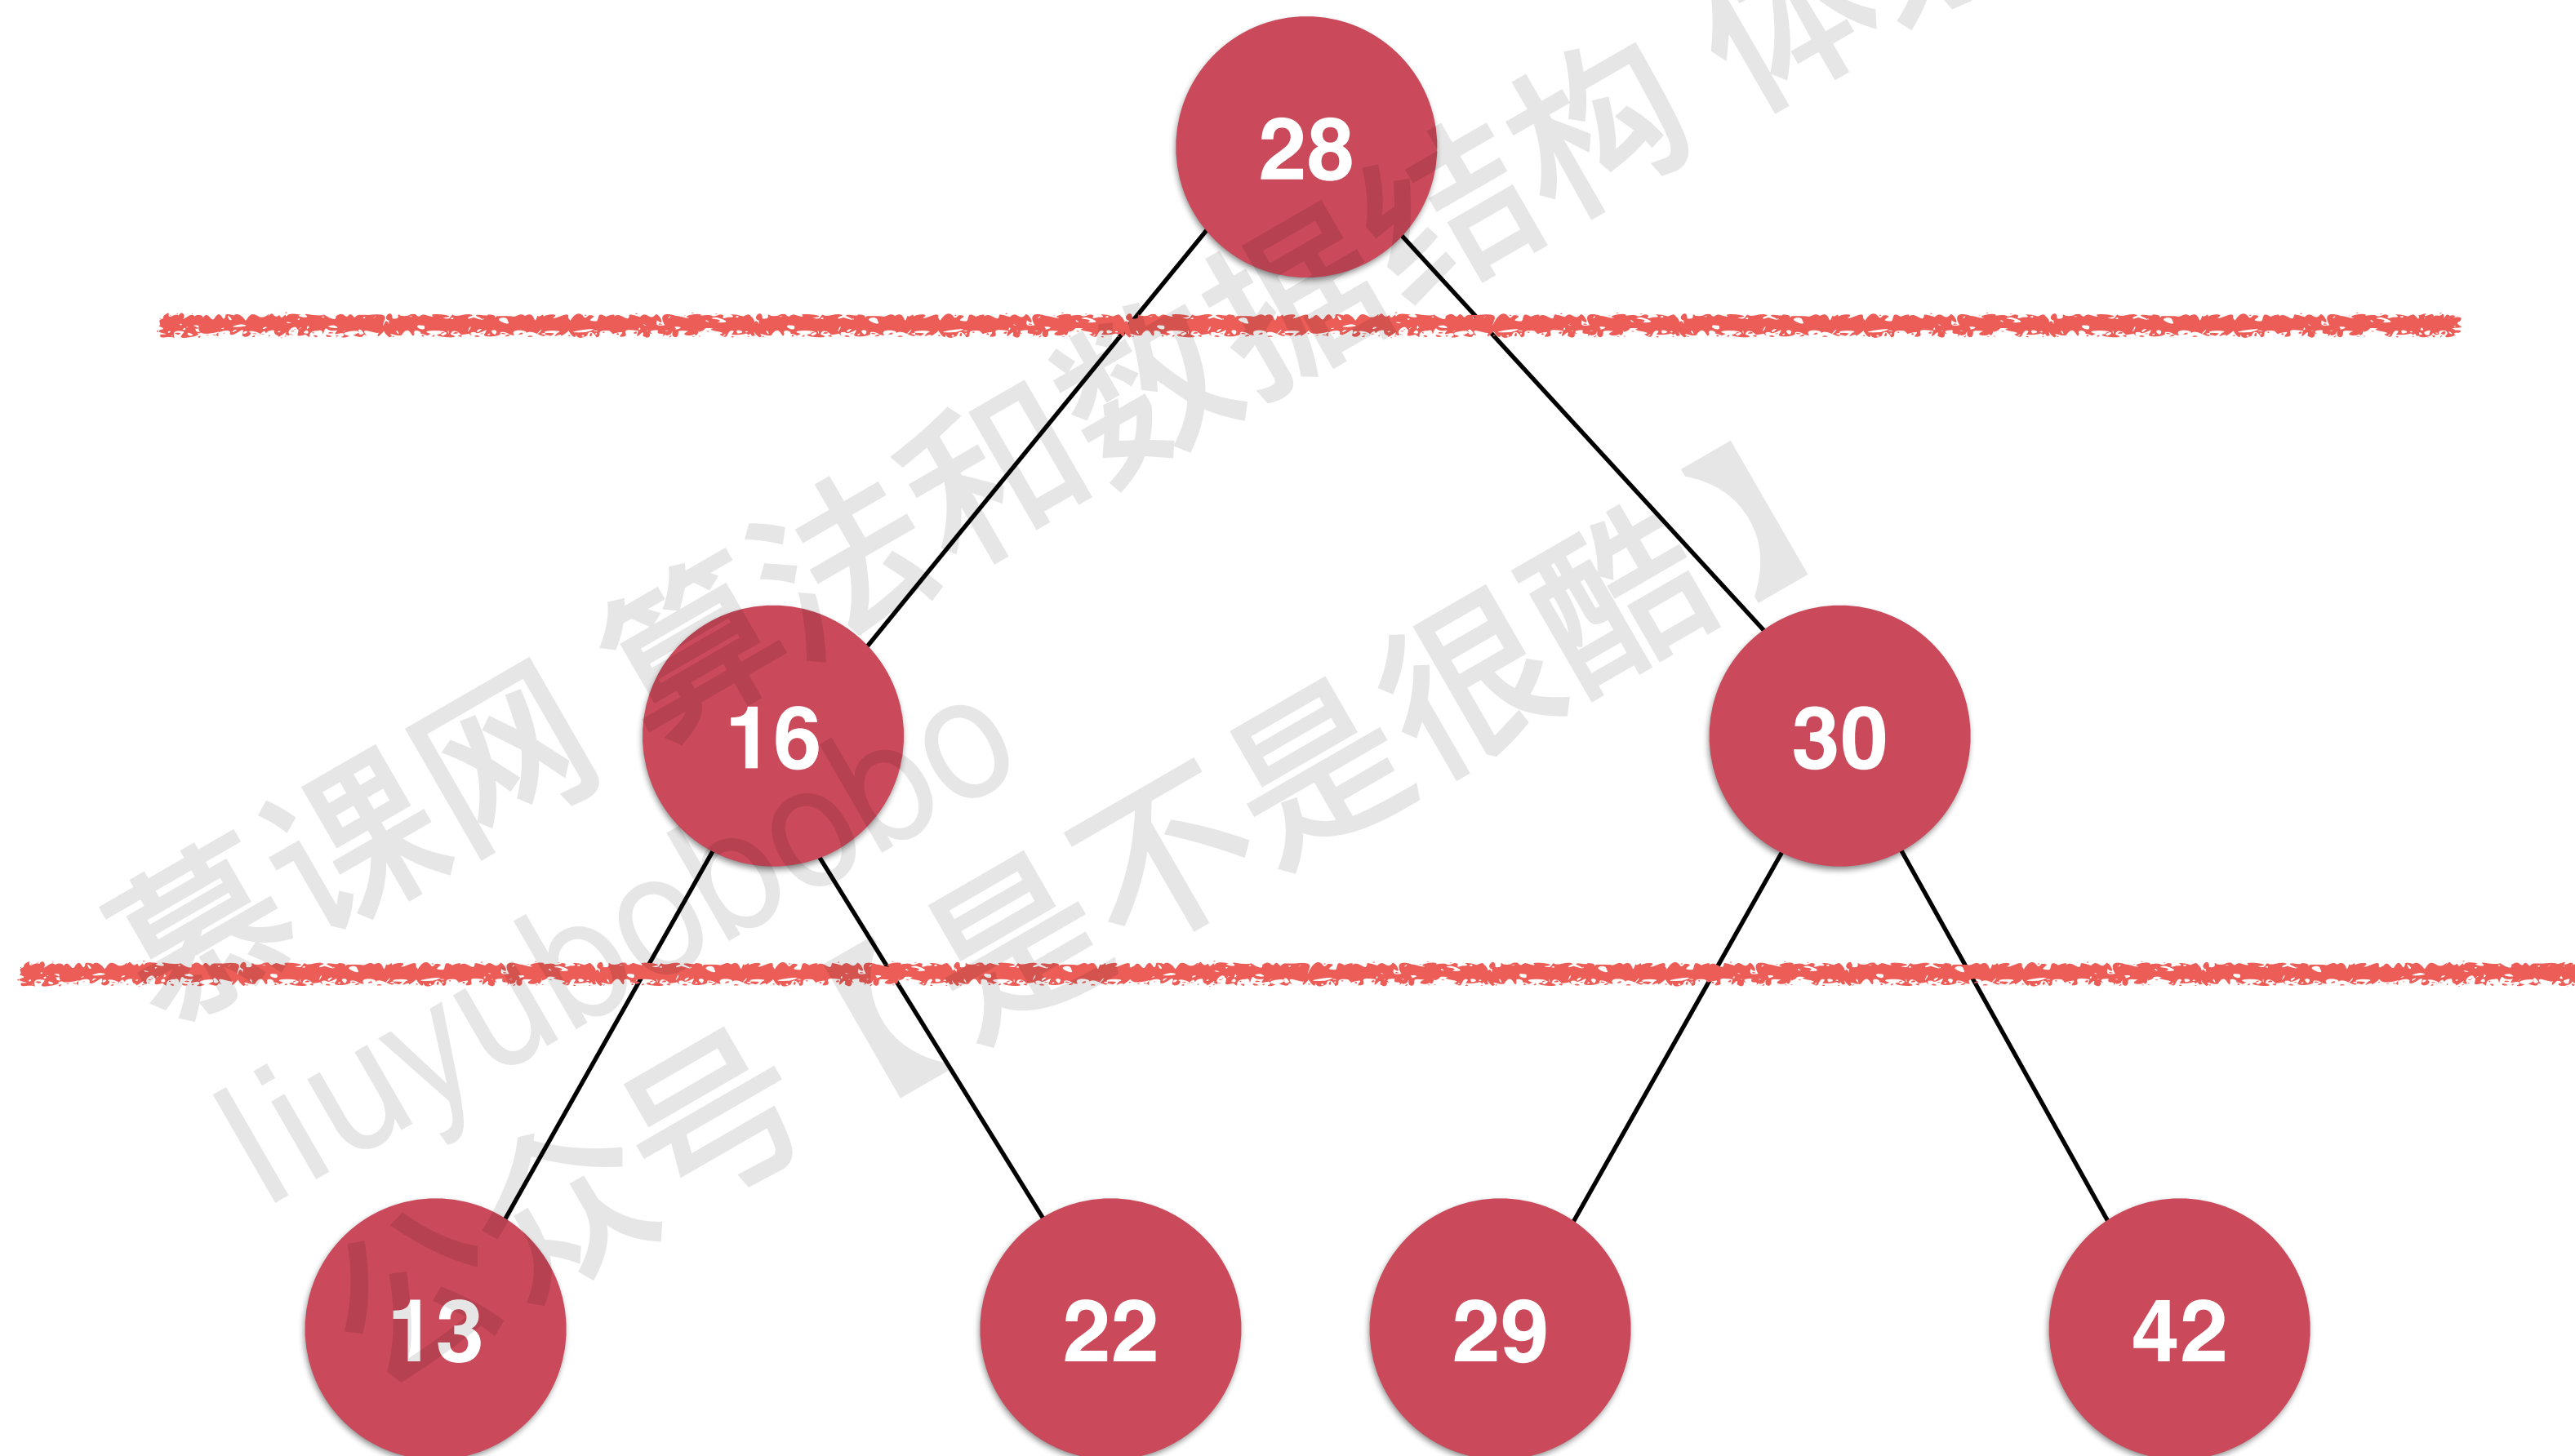 28
16 30
13 22 29 42
慕课网 算法和数据结构 体系
liuyubobobo
公众号【是不是很酷】